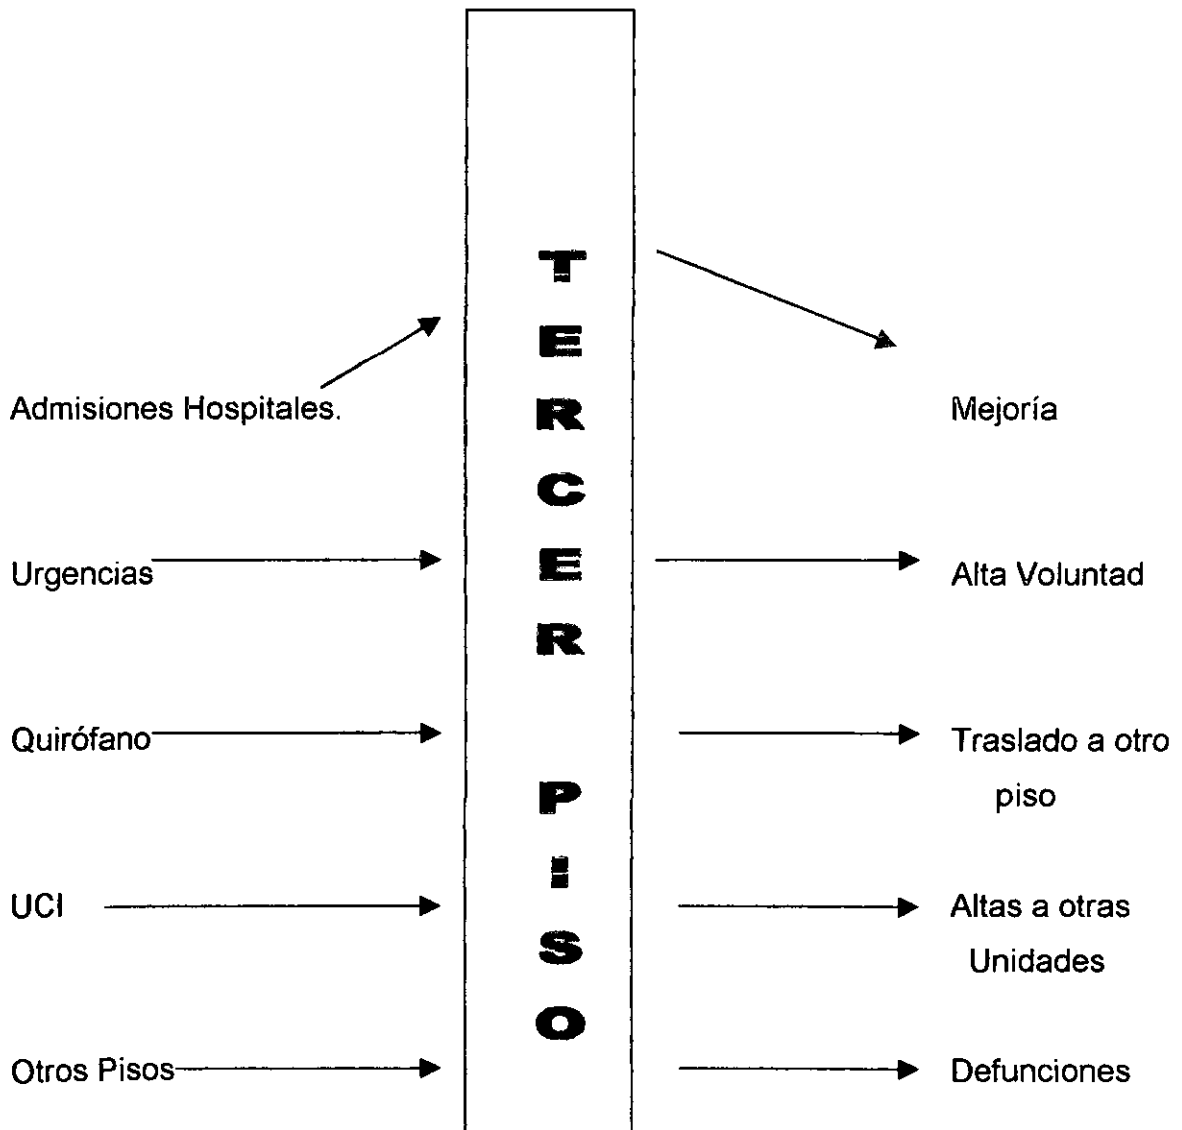 TERCER PISO
Admisiones Hospitales.
Urgencias
Quirófano
UCI
Otros Pisos
Mejoría
Alta Voluntad
Traslado a otro
piso
Altas a otras
Unidades
Defunciones